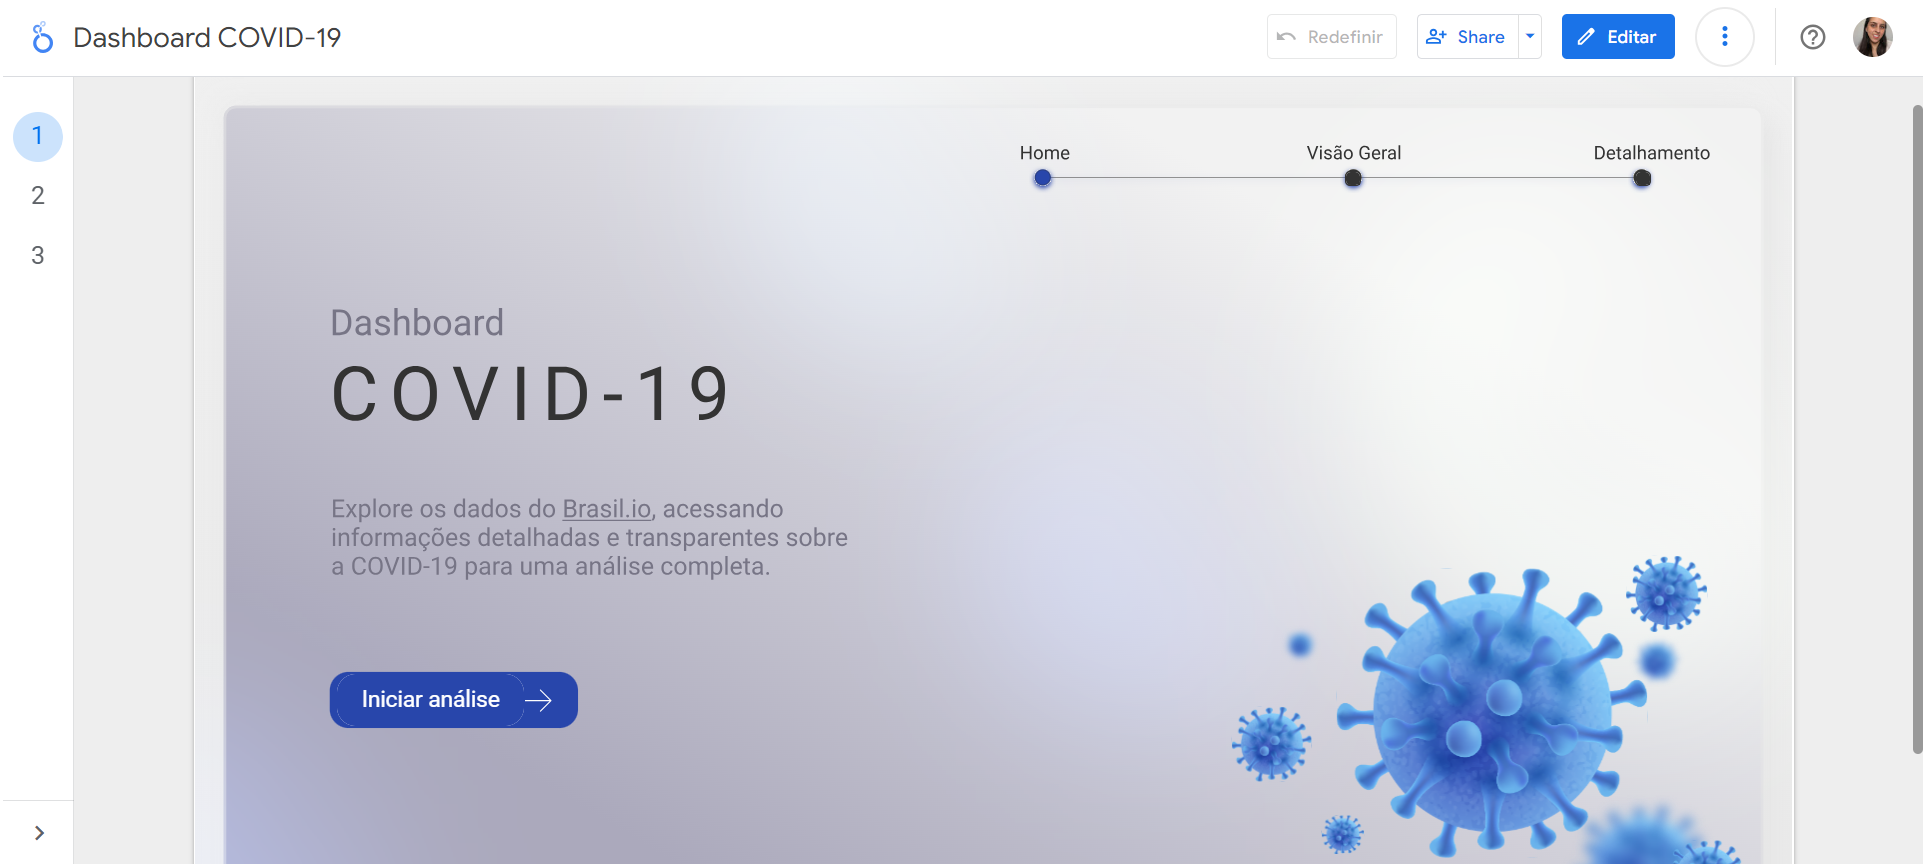 Dashboard COVID-19
Redefinir
Share
Editar
1
2
3
Home
Visão Geral
Detalhamento
Dashboard
COVID-19
Explore os dados do Brasil.io, acessando
informações detalhadas e transparentes sobre
a COVID-19 para uma análise completa.
Iniciar análise